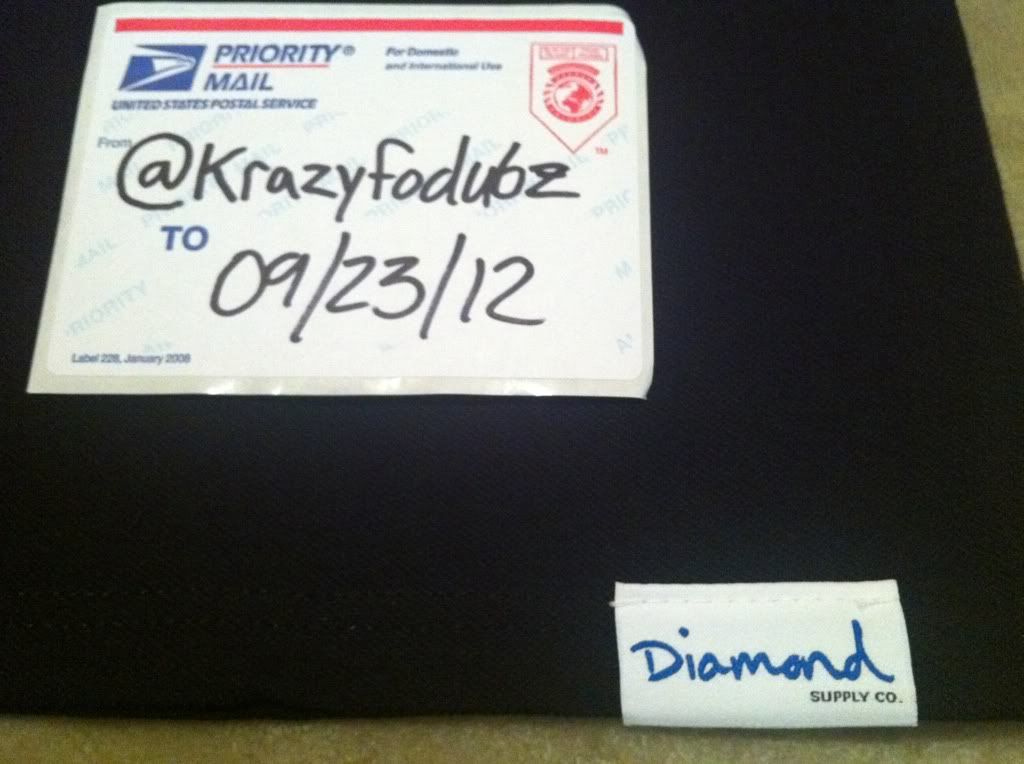 PRIORITY®
MAIL
UNITED STATES POSTAL SERVICE
For Domestic
and International Use
TM
From
@Krazyfodubz
TO
09/23/12
Label 228, January 2008
Diamond
SUPPLY CO.